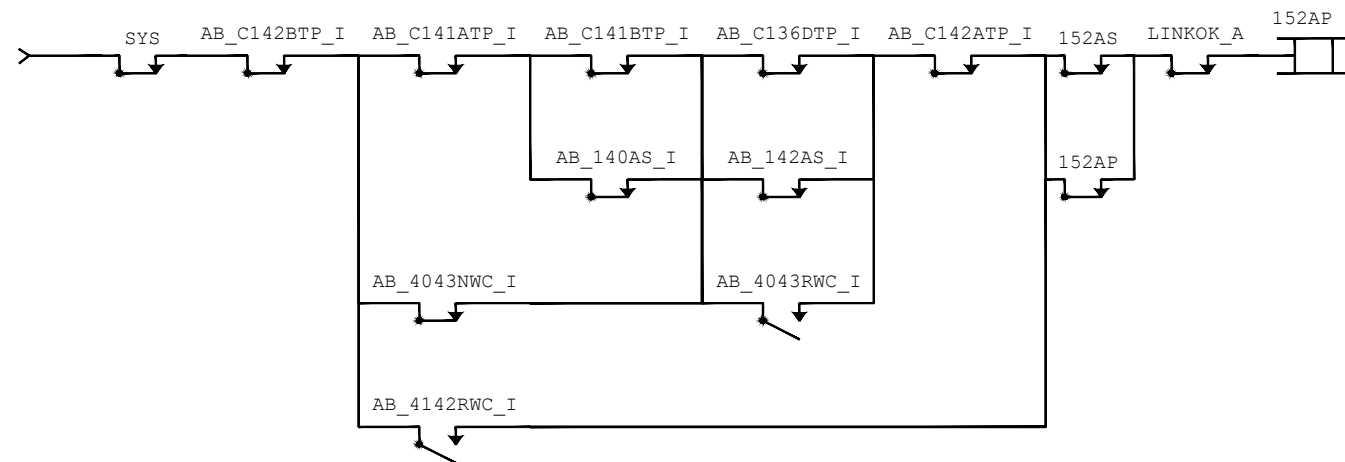 152AP
SYS AB_C142BTP_I AB_C141ATP_I AB_C141BTP_I AB_C136DTP_I AB_C142ATP_I 152AS LINKOK_A
AB_140AS_I AB_142AS_I 152AP
AB_4043NWC_I AB_4043RWC_I
AB_4142RWC_I